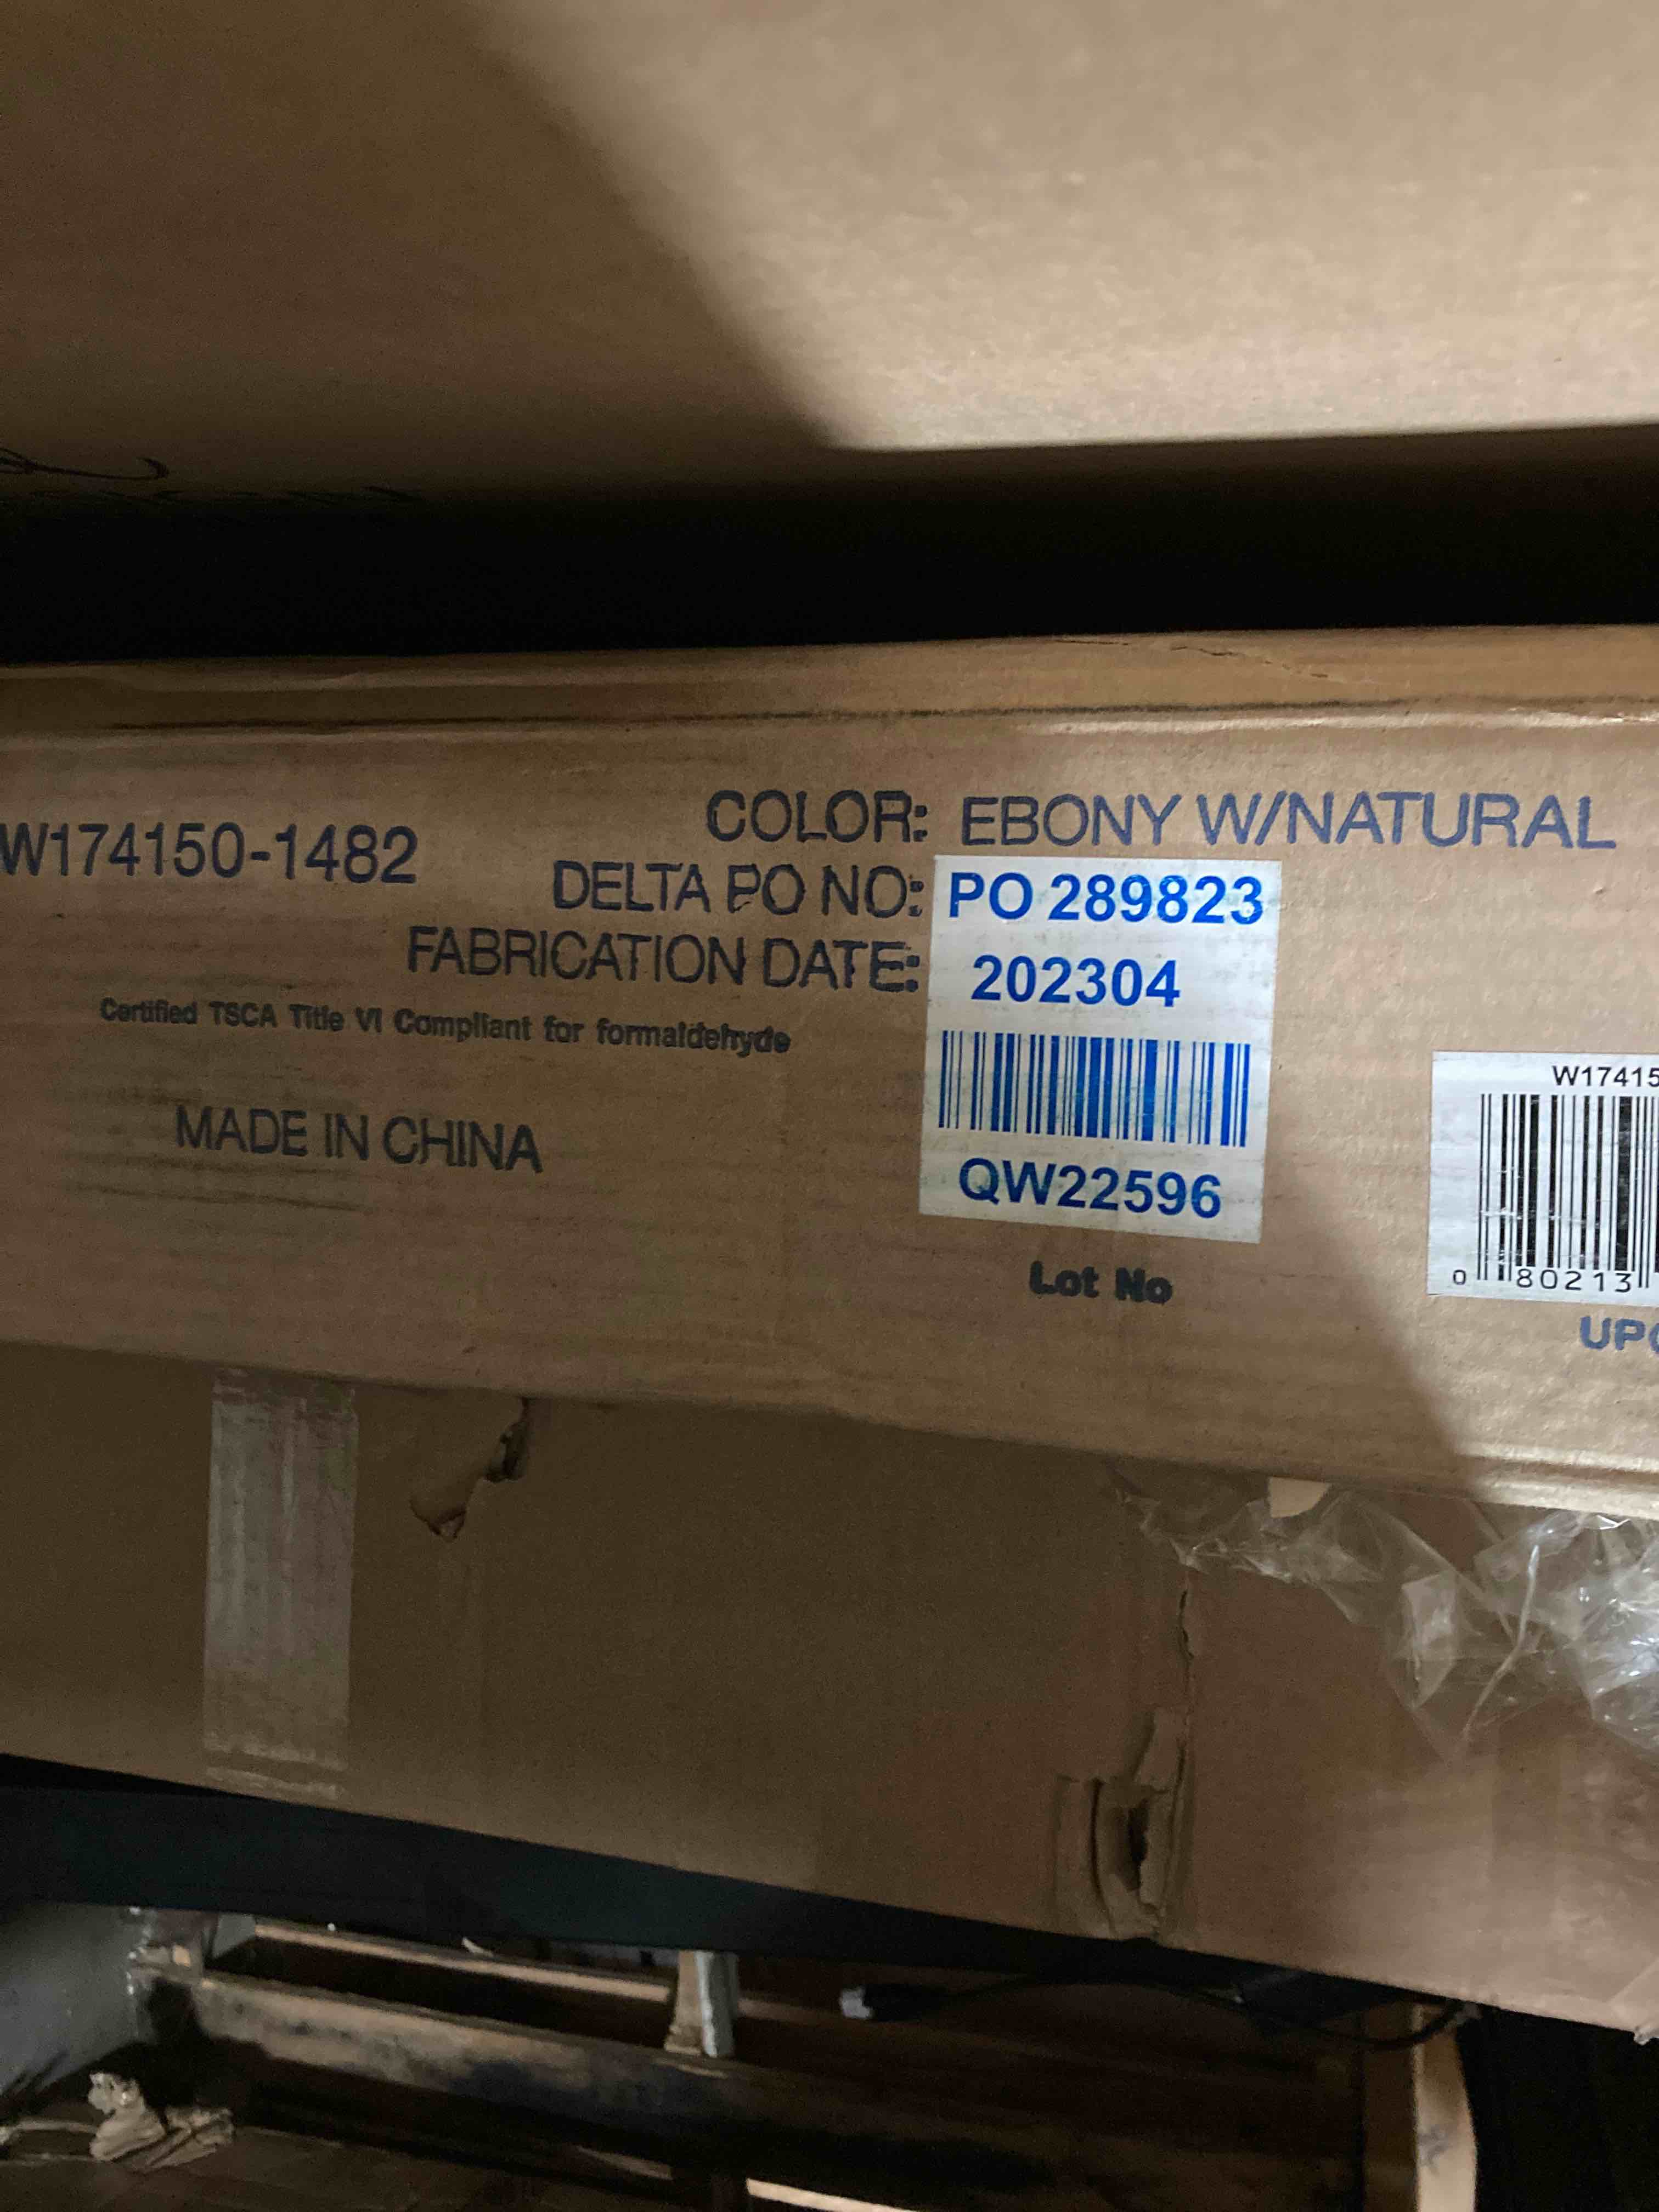 W174150-1482
COLOR: EBONY W/NATURAL
DELTA PO NO: PO 289823
FABRICATION DATE: 202304
Certified TSCA Title VI Compliant for formaldehyde
MADE IN CHINA
QW22596
Lot No
W17415
0 80213
UPC